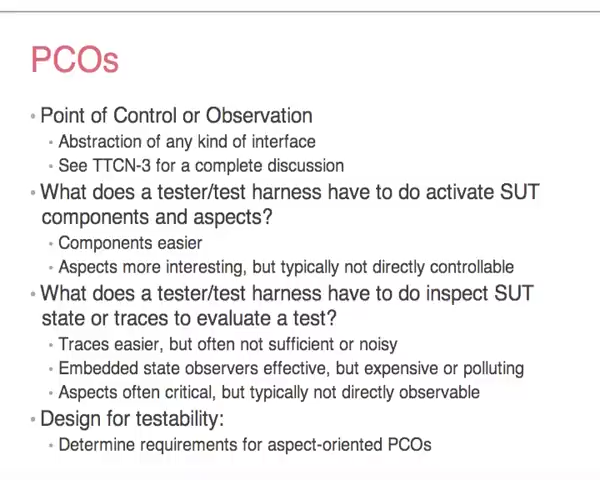 PCOs
• Point of Control or Observation
• Abstraction of any kind of interface
• See TTCN-3 for a complete discussion
• What does a tester/test harness have to do activate SUT
components and aspects?
• Components easier
• Aspects more interesting, but typically not directly controllable
• What does a tester/test harness have to do inspect SUT
state or traces to evaluate a test?
• Traces easier, but often not sufficient or noisy
• Embedded state observers effective, but expensive or polluting
• Aspects often critical, but typically not directly observable
• Design for testability:
• Determine requirements for aspect-oriented PCOs